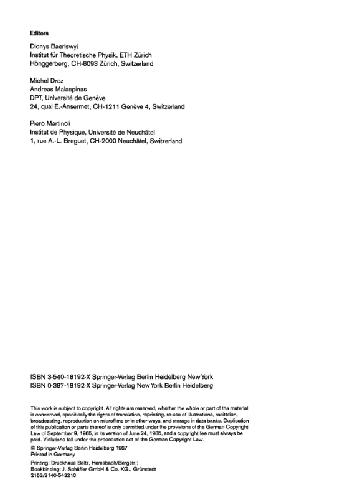 Editors
Dionys Baeriswyl
Institut für Theoretische Physik, ETH Zürich
Hönggerberg, CH-8093 Zürich, Switzerland
Michel Droz
Andreas Malaspinas
DPT, Université de Genève
24, quai E.-Ansermet, CH-1211 Genève 4, Switzerland
Piero Martinoli
Institut de Physique, Université de Neuchâtel
1, rue A.-L. Breguet, CH-2000 Neuchâtel, Switzerland
ISBN 3-540-18192-X Springer-Verlag Berlin Heidelberg New York
ISBN 0-387-18192-X Springer-Verlag New York Berlin Heidelberg
This work is subject to copyright. All rights are reserved, whether the whole or part of the material
is concerned, specifically the rights of translation, reprinting, re-use of illustrations, recitation,
broadcasting, reproduction on microfilms or in other ways, and storage in data banks. Duplication
of this publication or parts thereof is only permitted under the provisions of the German Copyright
Law of September 9, 1965, in its version of June 24, 1985, and a copyright fee must always be
paid. Violations fall under the prosecution act of the German Copyright Law.
© Springer-Verlag Berlin Heidelberg 1987
Printed in Germany
Printing: Druckhaus Beltz, Hemsbach/Bergstr.;
Bookbinding: J. Schäffer GmbH & Co. KG., Grünstadt
2153/3140-543210